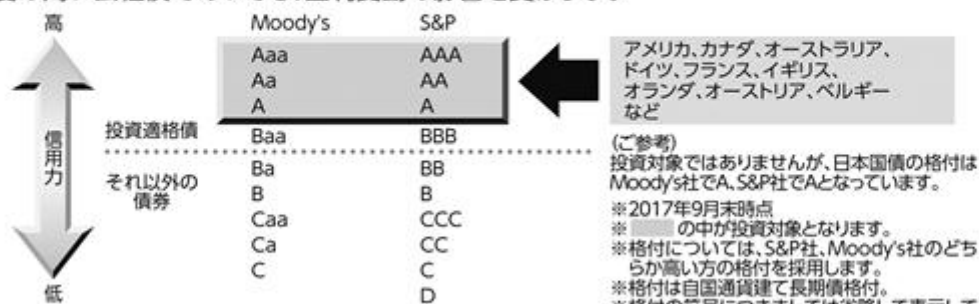 高
Moody's S&P
Aaa AAA
Aa AA
A A
投資適格債 Baa BBB
それ以外の
債券
Ba BB
B B
Caa CCC
Ca CC
C C
D
信用力
低
アメリカ、カナダ、オーストラリア、
ドイツ、フランス、イギリス、
オランダ、オーストリア、ベルギー
など
(ご参考)
投資対象ではありませんが、日本国債の格付は
Moody's社でA、S&P社でAとなっています。
※2017年9月末時点
※ の中が投資対象となります。
※格付については、S&P社、Moody's社のどち
らか高い方の格付を採用します。
※格付は自国通貨建て長期債格付。